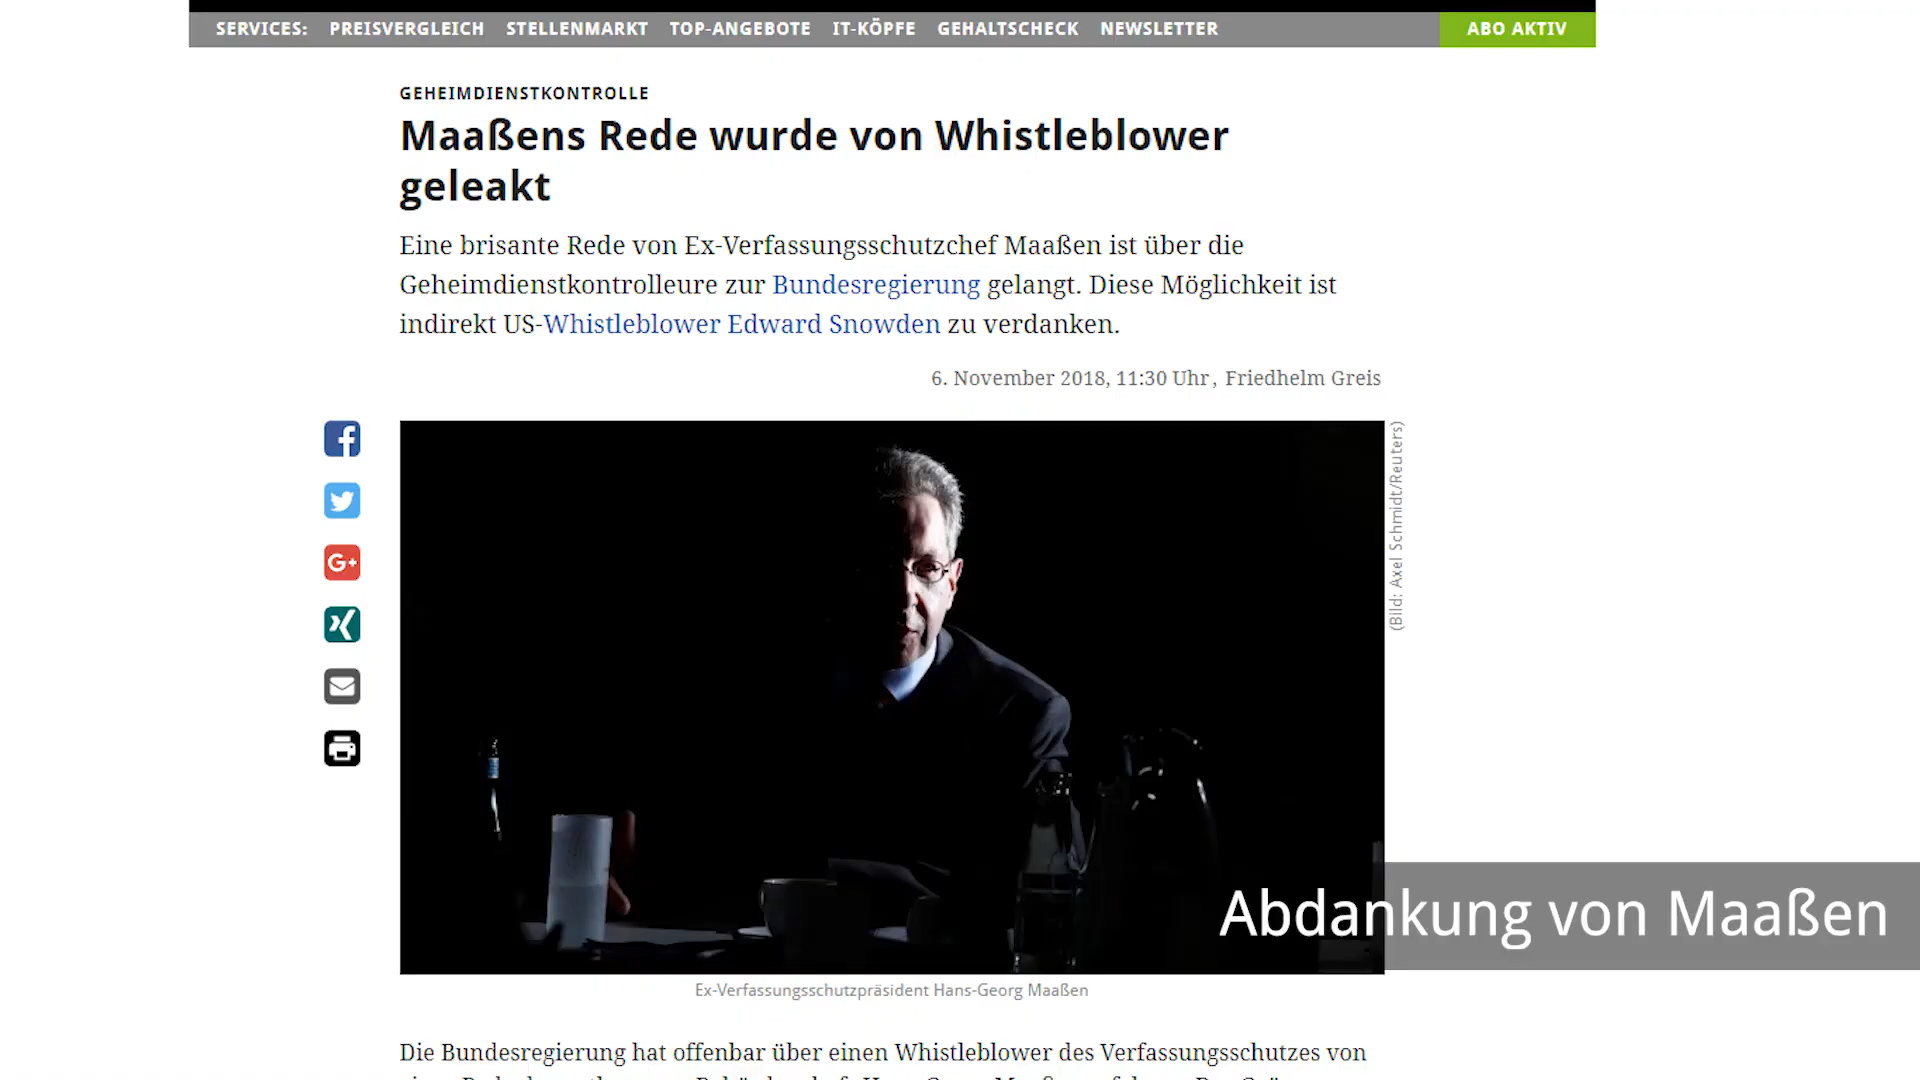 SERVICES: PREISVERGLEICH STELLENMARKT TOP-ANGEBOTE IT-KÖPFE GEHALTSCHECK NEWSLETTER ABO AKTIV
GEHEIMDIENSTKONTROLLE
Maaßens Rede wurde von Whistleblower
geleakt
Eine brisante Rede von Ex-Verfassungsschutzchef Maaßen ist über die
Geheimdienstkontrolleure zur Bundesregierung gelangt. Diese Möglichkeit ist
indirekt US-Whistleblower Edward Snowden zu verdanken.
6. November 2018, 11:30 Uhr, Friedhelm Greis
(Bild: Axel Schmidt/Reuters)
Abdankung von Maaßen
Ex-Verfassungsschutzpräsident Hans-Georg Maaßen
Die Bundesregierung hat offenbar über einen Whistleblower des Verfassungsschutzes von